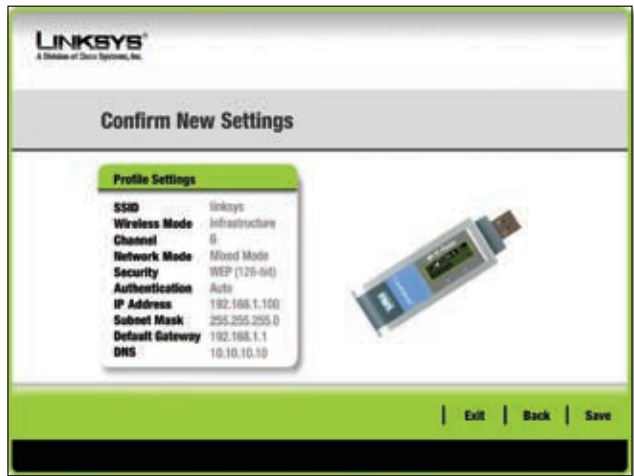 LINKSYS®
A Division of Cisco Systems, Inc.
Confirm New Settings
Profile Settings
SSID linksys
Wireless Mode Infrastructure
Channel 6
Network Mode Mixed Mode
Security WEP (128-bit)
Authentication Auto
IP Address 192.168.1.100
Subnet Mask 255.255.255.0
Default Gateway 192.168.1.1
DNS 10.10.10.10
Exit Back Save